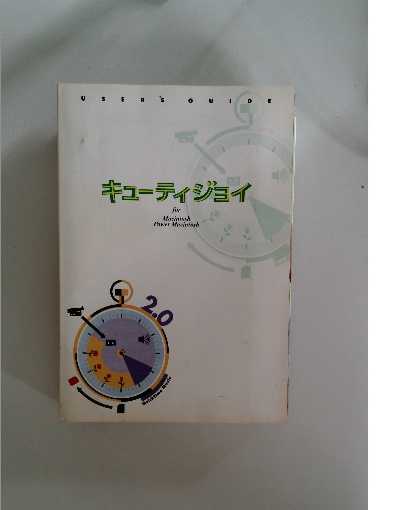 USER'S GUIDE
キューティジョイ
for
Macintosh
Power Macintosh
2.0